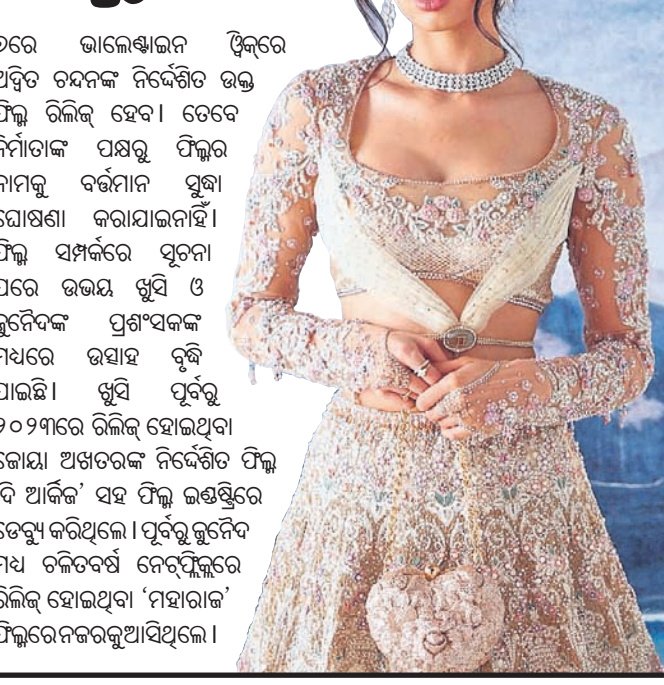 ଭାଲେଣ୍ଟାଇନ ୱିକ୍‌ରେ
ଅଦ୍ୱିତ ଚନ୍ଦନଙ୍କ ନିର୍ଦ୍ଦେଶିତ ଉକ୍ତ
ଫିଲ୍ମ ରିଲିଜ୍ ହେବ। ତେବେ
ନିର୍ମାତାଙ୍କ ପକ୍ଷରୁ ଫିଲ୍ମର
ନାମକୁ ବର୍ତ୍ତମାନ ସୁଦ୍ଧା
ଘୋଷଣା କରାଯାଇନାହିଁ।
ଫିଲ୍ମ ସମ୍ପର୍କରେ ସୂଚନା
ପରେ ଉଭୟ ଖୁସି ଓ
ଜୁନୈଦଙ୍କ ପ୍ରଶଂସକଙ୍କ
ମଧ୍ୟରେ ଉତ୍ସାହ ବୃଦ୍ଧି
ପାଇଛି। ଖୁସି ପୂର୍ବରୁ
୨୦୨୩ରେ ରିଲିଜ୍ ହୋଇଥିବା
ଜୋୟା ଅଖତରଙ୍କ ନିର୍ଦ୍ଦେଶିତ ଫିଲ୍ମ
'ଦି ଆର୍କିଜ' ସହ ଫିଲ୍ମ ଇଣ୍ଡଷ୍ଟ୍ରିରେ
ଡେବ୍ୟୁ କରିଥିଲେ। ପୂର୍ବରୁ ଜୁନୈଦ
ମଧ୍ୟ ଚଳିତବର୍ଷ ନେଟ୍‌ଫ୍ଲିକ୍ସରେ
ରିଲିଜ୍ ହୋଇଥିବା 'ମହାରାଜ'
ଫିଲ୍ମରେ ନଜରକୁ ଆସିଥିଲେ।